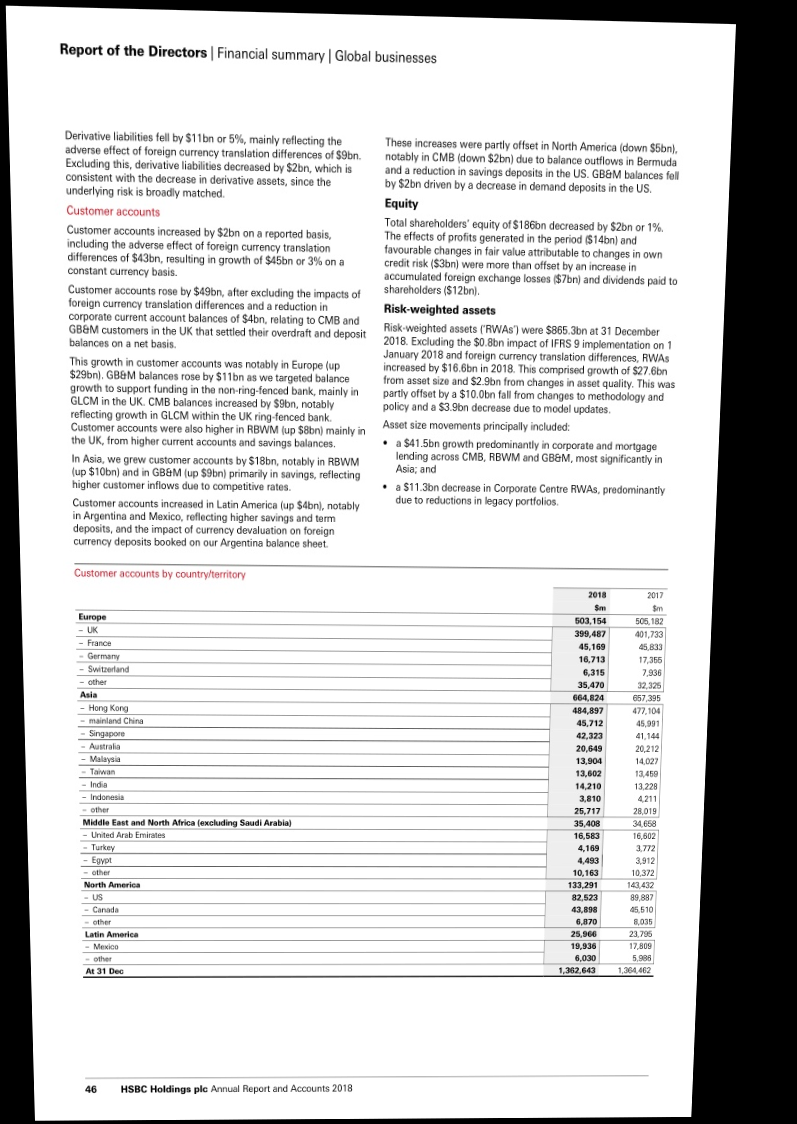 Report of the Directors | Financial summary | Global businesses
Derivative liabilities fell by $11bn or 5%, mainly reflecting the
adverse effect of foreign currency translation differences of $9bn.
Excluding this, derivative liabilities decreased by $2bn, which is
consistent with the decrease in derivative assets, since the
underlying risk is broadly matched.
Customer accounts
Customer accounts increased by $2bn on a reported basis,
including the adverse effect of foreign currency translation
differences of $43bn, resulting in growth of $45bn or 3% on a
constant currency basis.
Customer accounts rose by $49bn, after excluding the impacts of
foreign currency translation differences and a reduction in
corporate current account balances of $4bn, relating to CMB and
GB&M customers in the UK that settled their overdraft and deposit
balances on a net basis.
This growth in customer accounts was notably in Europe (up
$29bn). GB&M balances rose by $11bn as we targeted balance
growth to support funding in the non-ring-fenced bank, mainly in
GLCM in the UK. CMB balances increased by $9bn, notably
reflecting growth in GLCM within the UK ring-fenced bank.
Customer accounts were also higher in RBWM (up $8bn) mainly in
the UK, from higher current accounts and savings balances.
In Asia, we grew customer accounts by $18bn, notably in RBWM
(up $10bn) and in GB&M (up $9bn) primarily in savings, reflecting
higher customer inflows due to competitive rates.
Customer accounts increased in Latin America (up $4bn), notably
in Argentina and Mexico, reflecting higher savings and term
deposits, and the impact of currency devaluation on foreign
currency deposits booked on our Argentina balance sheet.
These increases were partly offset in North America (down $5bn),
notably in CMB (down $2bn) due to balance outflows in Bermuda
and a reduction in savings deposits in the US. GB&M balances fell
by $2bn driven by a decrease in demand deposits in the US.
Equity
Total shareholders' equity of $186bn decreased by $2bn or 1%.
The effects of profits generated in the period ($14bn) and
favourable changes in fair value attributable to changes in own
credit risk ($3bn) were more than offset by an increase in
accumulated foreign exchange losses ($7bn) and dividends paid to
shareholders ($12bn).
Risk-weighted assets
Risk-weighted assets ('RWAs') were $865.3bn at 31 December
2018. Excluding the $0.8bn impact of IFRS 9 implementation on 1
January 2018 and foreign currency translation differences, RWAs
increased by $16.6bn in 2018. This comprised growth of $27.6bn
from asset size and $2.9bn from changes in asset quality. This was
partly offset by a $10.0bn fall from changes to methodology and
policy and a $3.9bn decrease due to model updates.
Asset size movements principally included:
• a $41.5bn growth predominantly in corporate and mortgage
lending across CMB, RBWM and GB&M, most significantly in
Asia; and
• a $11.3bn decrease in Corporate Centre RWAs, predominantly
due to reductions in legacy portfolios.
Customer accounts by country/territory
2018 2017
$m $m
Europe 503,154 505,182
– UK 399,487 401,733
– France 45,169 45,833
– Germany 16,713 17,355
– Switzerland 6,315 7,936
– other 35,470 32,325
Asia 664,824 657,395
– Hong Kong 484,897 477,104
– mainland China 45,712 45,991
– Singapore 42,323 41,144
– Australia 20,649 20,212
– Malaysia 13,904 14,027
– Taiwan 13,602 13,459
– India 14,210 13,228
– Indonesia 3,810 4,211
– other 25,717 28,019
Middle East and North Africa (excluding Saudi Arabia) 35,408 34,658
– United Arab Emirates 16,583 16,602
– Turkey 4,169 3,772
– Egypt 4,493 3,912
– other 10,163 10,372
North America 133,291 143,432
– US 82,523 89,887
– Canada 43,898 45,510
– other 6,870 8,035
Latin America 25,966 23,795
– Mexico 19,936 17,809
– other 6,030 5,986
At 31 Dec 1,362,643 1,364,462
46 HSBC Holdings plc Annual Report and Accounts 2018